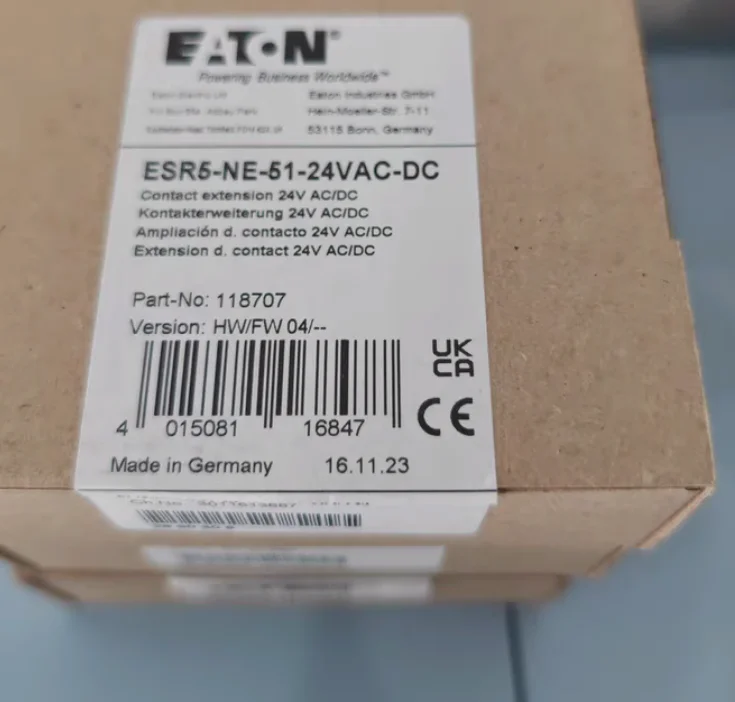 EATON®
Powering Business Worldwide™
Eaton Industries GmbH
Hein-Moeller-Str. 7-11
53115 Bonn, Germany
ESR5-NE-51-24VAC-DC
Contact extension 24V AC/DC
Kontakterweiterung 24V AC/DC
Ampliación d. contacto 24V AC/DC
Extension d. contact 24V AC/DC
Part-No: 118707
Version: HW/FW 04/--
UK
CA
CE
4 015081 16847
Made in Germany 16.11.23